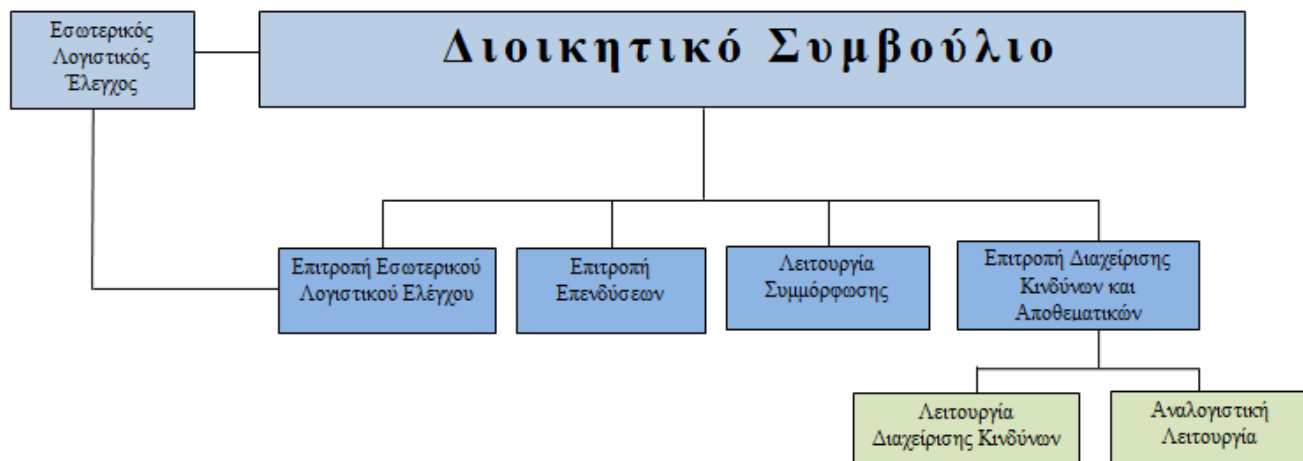 Εσωτερικός
Λογιστικός
Έλεγχος
Διοικητικό Συμβούλιο
Επιτροπή Εσωτερικού
Λογιστικού Ελέγχου
Επιτροπή
Επενδύσεων
Λειτουργία
Συμμόρφωσης
Επιτροπή Διαχείρισης
Κινδύνων και
Αποθεματικών
Λειτουργία
Διαχείρισης Κινδύνων
Αναλογιστική
Λειτουργία